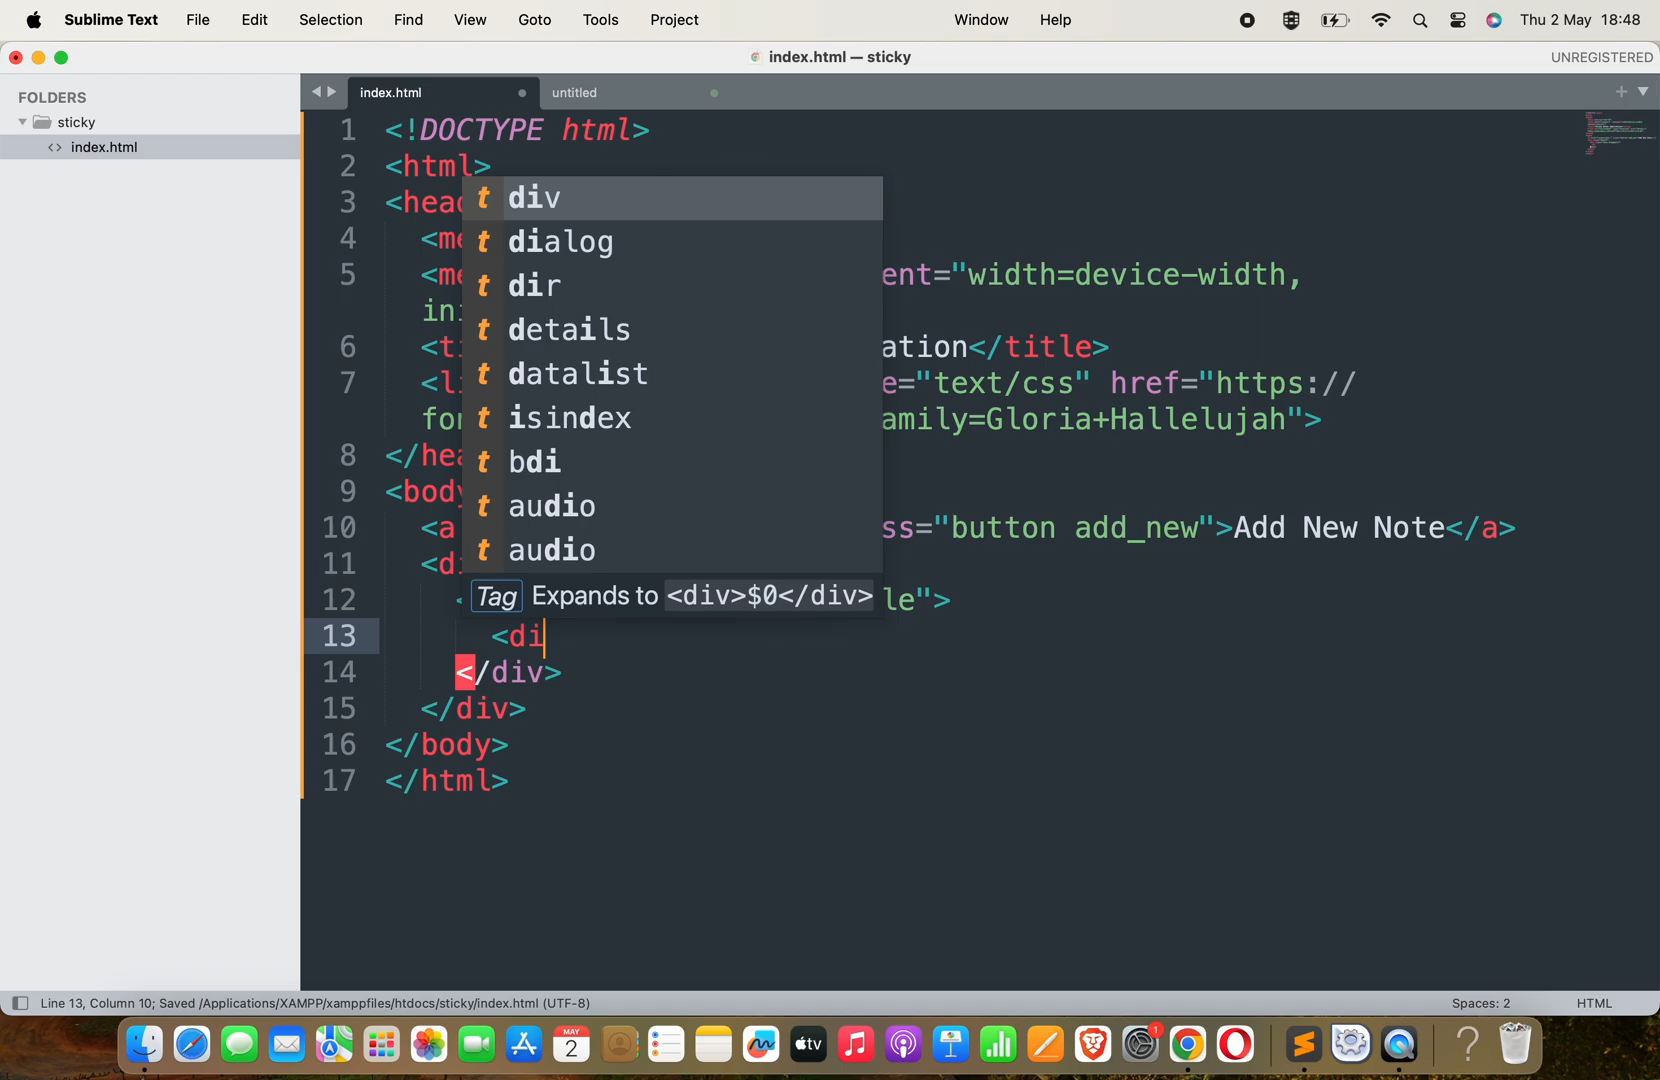 Sublime Text File Edit Selection Find View Goto Tools Project Window Help Thu 2 May 18:48
index.html — sticky UNREGISTERED
FOLDERS
sticky
index.html
index.html untitled
1 <!DOCTYPE html>
2 <html>
3 <head
4 <me
5 <me ent="width=device-width,
ini
6 <ti ation</title>
7 <li e="text/css" href="https://
fon amily=Gloria+Hallelujah">
8 </hea
9 <body
10 <a ss="button add_new">Add New Note</a>
11 <di
12 < le">
13 <di
14 </div>
15 </div>
16 </body>
17 </html>
t div
t dialog
t dir
t details
t datalist
t isindex
t bdi
t audio
t audio
Tag Expands to <div>$0</div>
Line 13, Column 10; Saved /Applications/XAMPP/xamppfiles/htdocs/sticky/index.html (UTF-8) Spaces: 2 HTML
MAY
2
tv
1